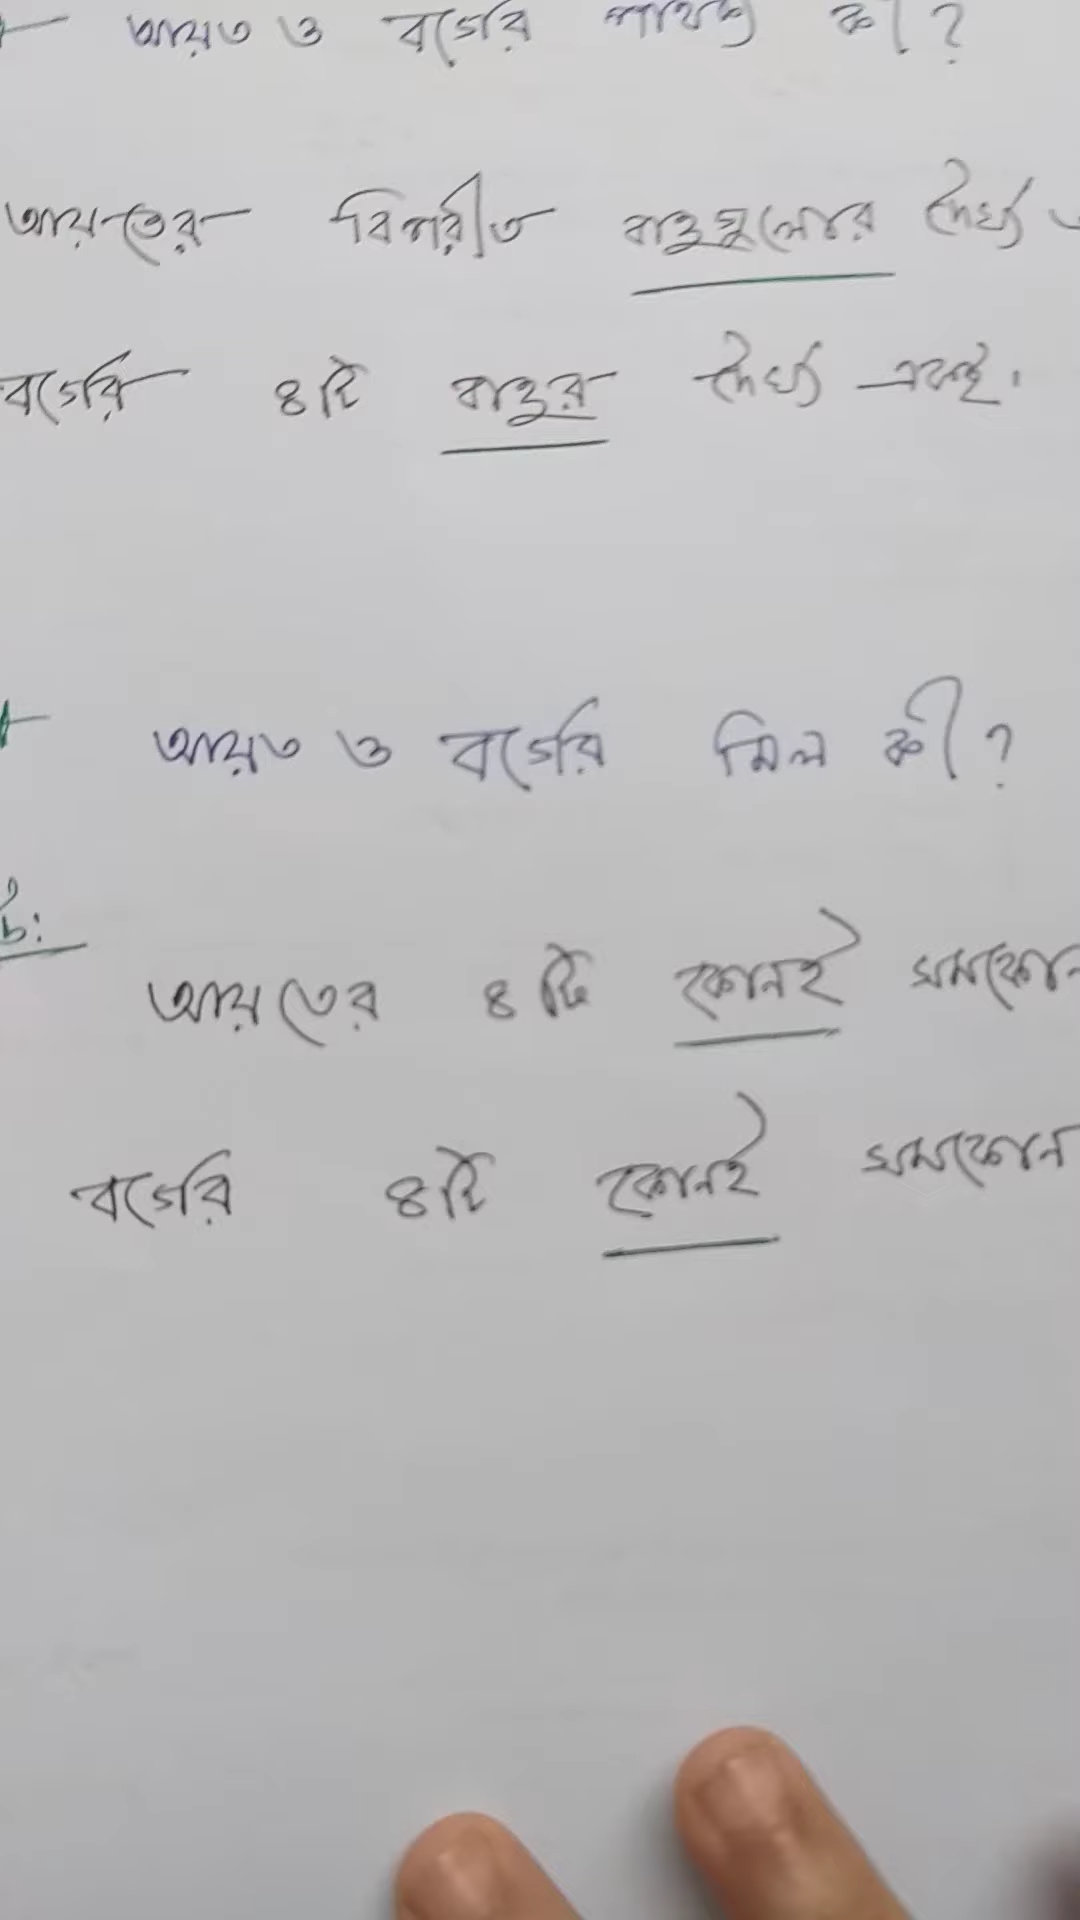 আয়ত ও বর্গের পার্থক্য কী?
আয়তের বিপরীত বাহুগুলোর দৈর্ঘ্য
বর্গের ৪টি বাহুর দৈর্ঘ্য একই।
আয়ত ও বর্গের মিল কী?
উ:
আয়তের ৪টি কোনই সমকোন
বর্গের ৪টি কোনই সমকোন